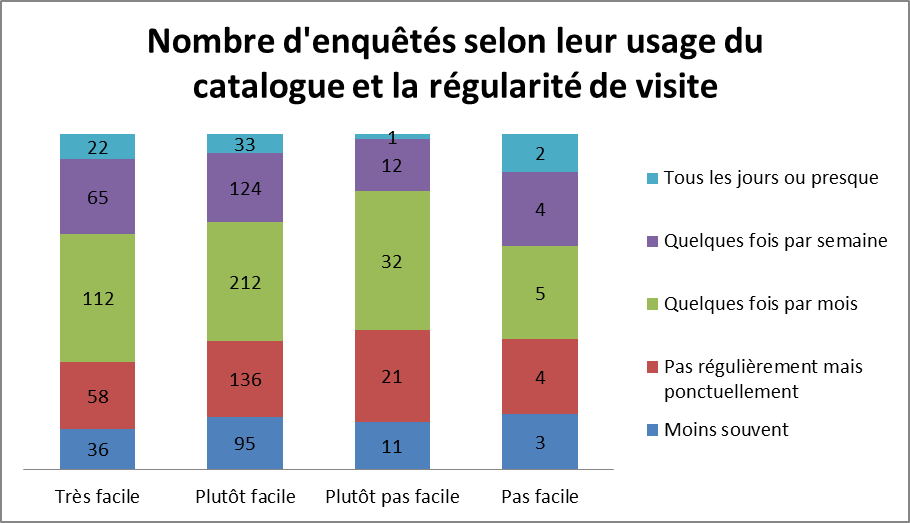 Nombre d'enquêtés selon leur usage du
catalogue et la régularité de visite
22
33
1
2
65
124
12
4
112
212
32
5
58
136
21
4
36
95
11
3
Très facile
Plutôt facile
Plutôt pas facile
Pas facile
Tous les jours ou presque
Quelques fois par semaine
Quelques fois par mois
Pas régulièrement mais
ponctuellement
Moins souvent